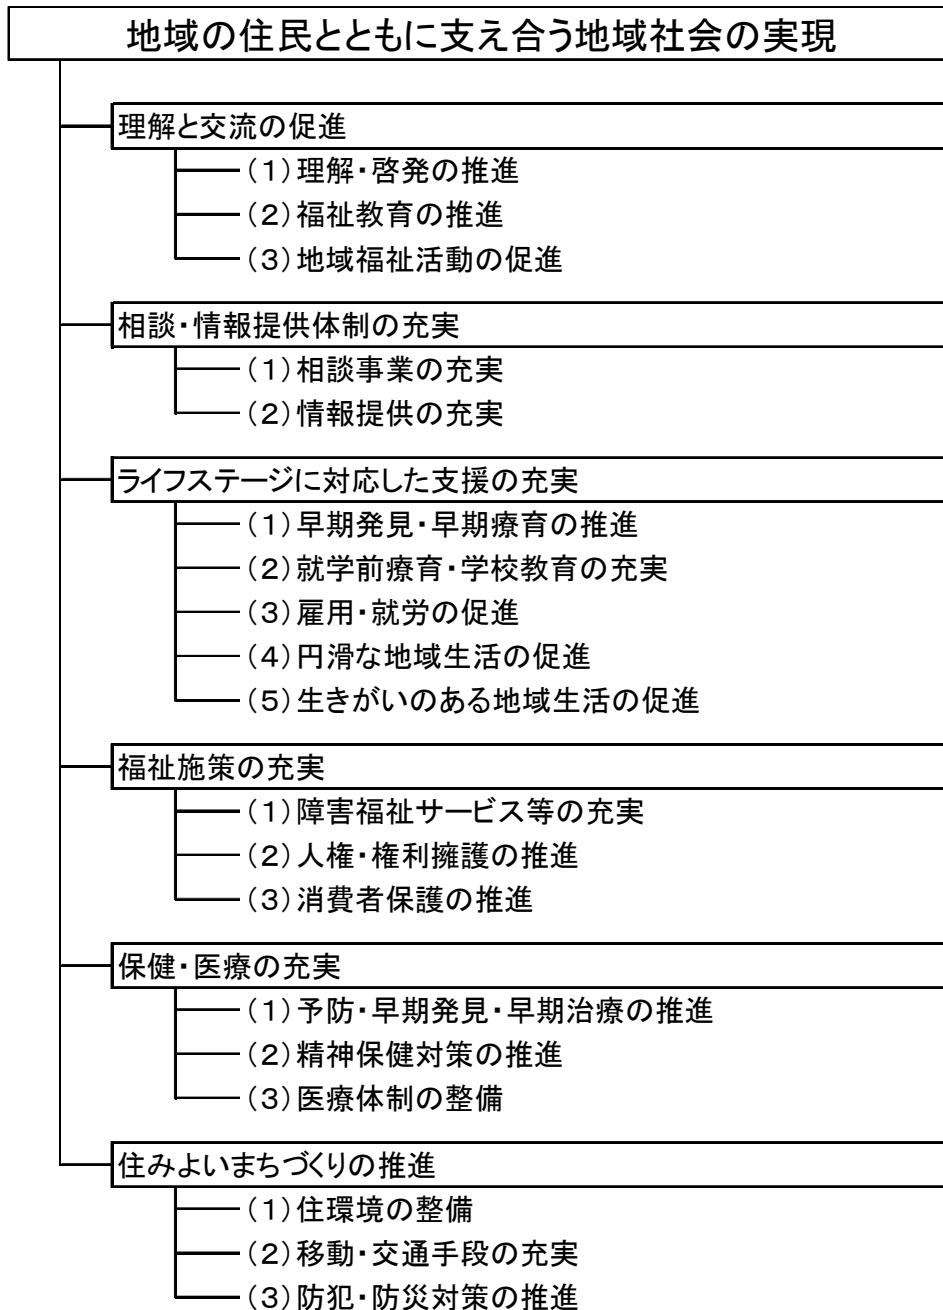 地域の住民とともに支え合う地域社会の実現
理解と交流の促進
（１）理解・啓発の推進
（２）福祉教育の推進
（３）地域福祉活動の促進
相談・情報提供体制の充実
（１）相談事業の充実
（２）情報提供の充実
ライフステージに対応した支援の充実
（１）早期発見・早期療育の推進
（２）就学前療育・学校教育の充実
（３）雇用・就労の促進
（４）円滑な地域生活の促進
（５）生きがいのある地域生活の促進
福祉施策の充実
（１）障害福祉サービス等の充実
（２）人権・権利擁護の推進
（３）消費者保護の推進
保健・医療の充実
（１）予防・早期発見・早期治療の推進
（２）精神保健対策の推進
（３）医療体制の整備
住みよいまちづくりの推進
（１）住環境の整備
（２）移動・交通手段の充実
（３）防犯・防災対策の推進